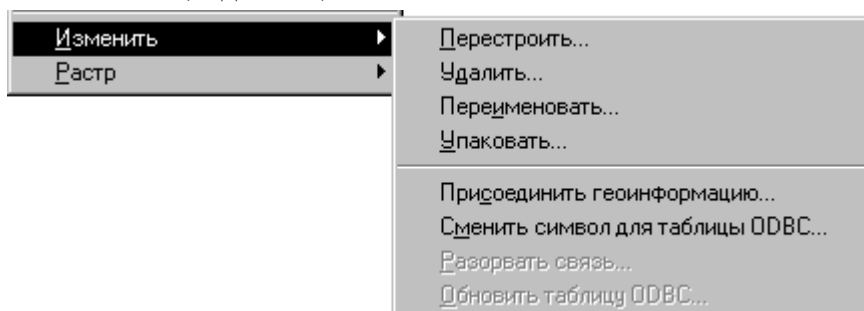 Изменить
Растр
Перестроить...
Удалить...
Переименовать...
Упаковать...
Присоединить геоинформацию...
Сменить символ для таблицы ODBC...
Разорвать связь...
Обновить таблицу ODBC...